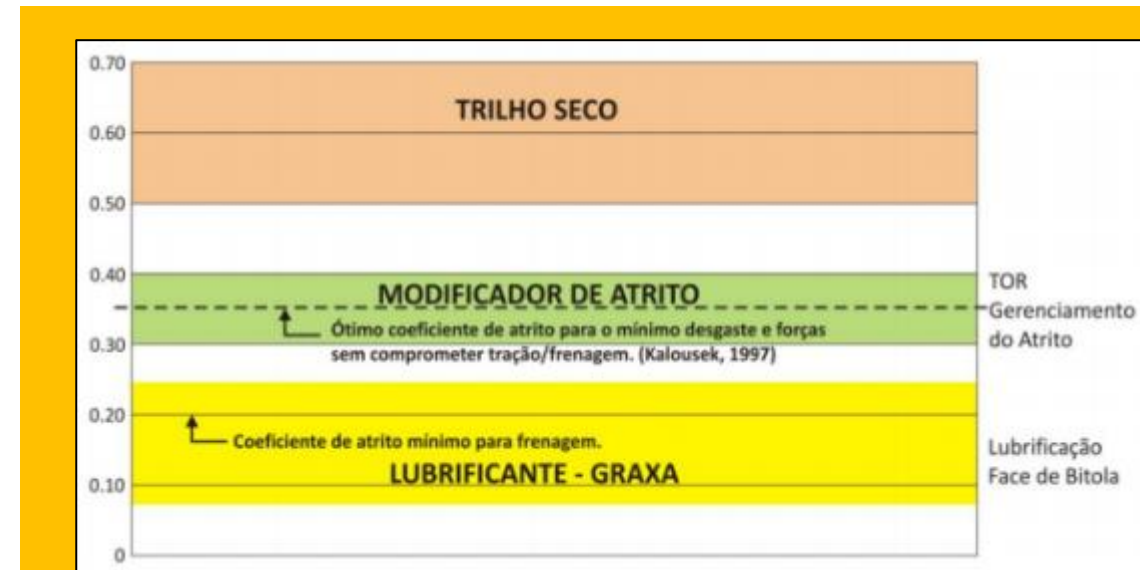 0.70
TRILHO SECO
0.60
0.50
0.40
MODIFICADOR DE ATRITO
TOR
Gerenciamento
do Atrito
Ótimo coeficiente de atrito para o mínimo desgaste e forças
sem comprometer tração/frenagem. (Kalousek, 1997)
0.30
0.20
Coeficiente de atrito mínimo para frenagem.
LUBRIFICANTE - GRAXA
Lubrificação
Face de Bitola
0.10
0